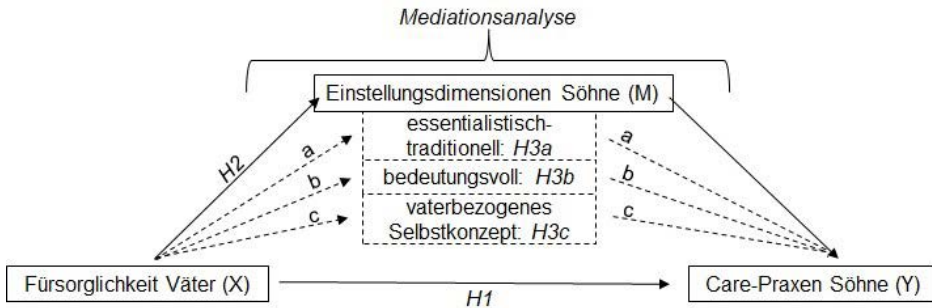 Mediationsanalyse
Einstellungsdimensionen Söhne (M)
essentialistisch-
traditionell: H3a
bedeutungsvoll: H3b
vaterbezogenes
Selbstkonzept: H3c
H2
a
b
c
a
b
c
Fürsorglichkeit Väter (X)
H1
Care-Praxen Söhne (Y)